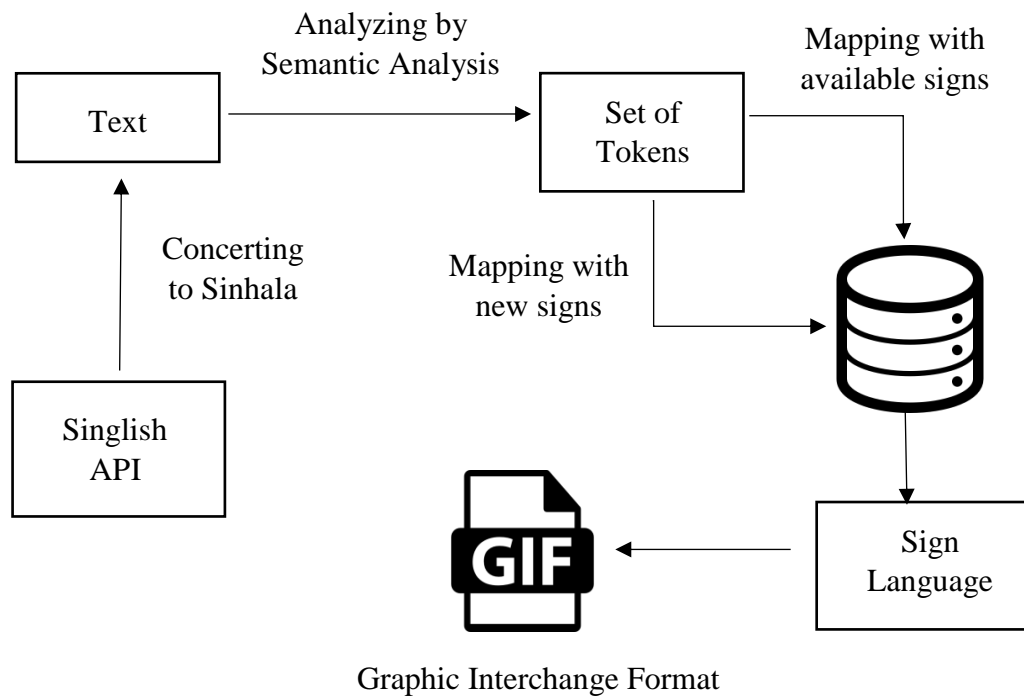 Analyzing by
Semantic Analysis
Mapping with
available signs
Text
Set of
Tokens
Concerting
to Sinhala
Mapping with
new signs
Singlish
API
GIF
Sign
Language
Graphic Interchange Format